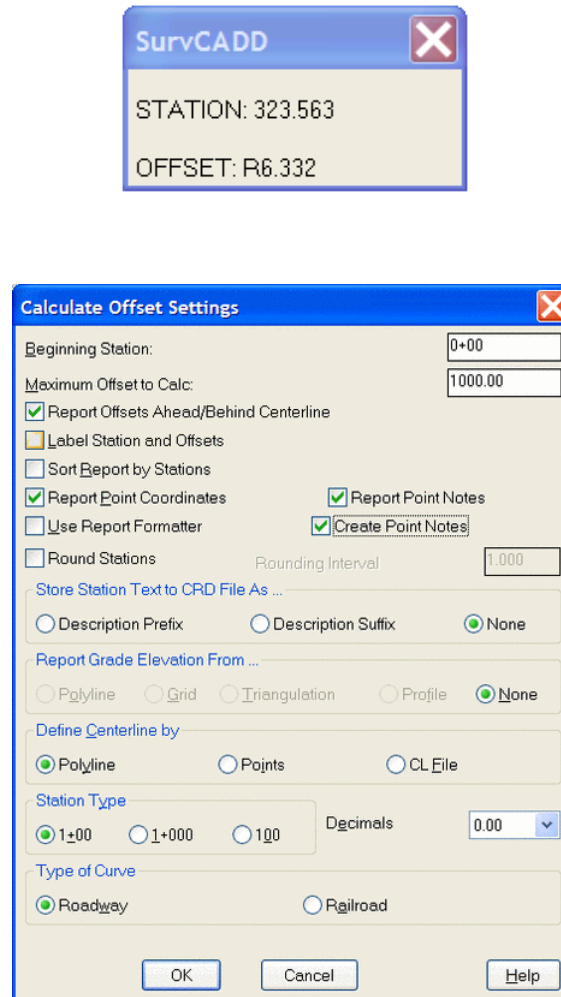 SurvCADD
STATION: 323.563
OFFSET: R6.332
Calculate Offset Settings
Beginning Station: 0+00
Maximum Offset to Calc: 1000.00
Report Offsets Ahead/Behind Centerline
Label Station and Offsets
Sort Report by Stations
Report Point Coordinates Report Point Notes
Use Report Formatter Create Point Notes
Round Stations Rounding Interval 1.000
Store Station Text to CRD File As ...
Description Prefix Description Suffix None
Report Grade Elevation From ...
Polyline Grid Triangulation Profile None
Define Centerline by
Polyline Points CL File
Station Type
1+00 1+000 100 Decimals 0.00
Type of Curve
Roadway Railroad
OK Cancel Help